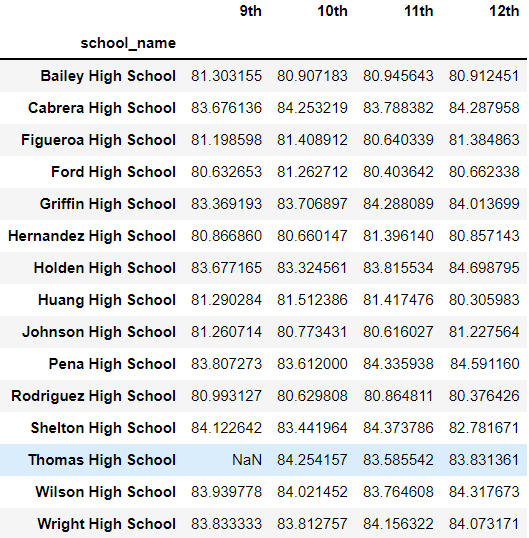 9th 10th 11th 12th
school_name
Bailey High School 81.303155 80.907183 80.945643 80.912451
Cabrera High School 83.676136 84.253219 83.788382 84.287958
Figueroa High School 81.198598 81.408912 80.640339 81.384863
Ford High School 80.632653 81.262712 80.403642 80.662338
Griffin High School 83.369193 83.706897 84.288089 84.013699
Hernandez High School 80.866860 80.660147 81.396140 80.857143
Holden High School 83.677165 83.324561 83.815534 84.698795
Huang High School 81.290284 81.512386 81.417476 80.305983
Johnson High School 81.260714 80.773431 80.616027 81.227564
Pena High School 83.807273 83.612000 84.335938 84.591160
Rodriguez High School 80.993127 80.629808 80.864811 80.376426
Shelton High School 84.122642 83.441964 84.373786 82.781671
Thomas High School NaN 84.254157 83.585542 83.831361
Wilson High School 83.939778 84.021452 83.764608 84.317673
Wright High School 83.833333 83.812757 84.156322 84.073171